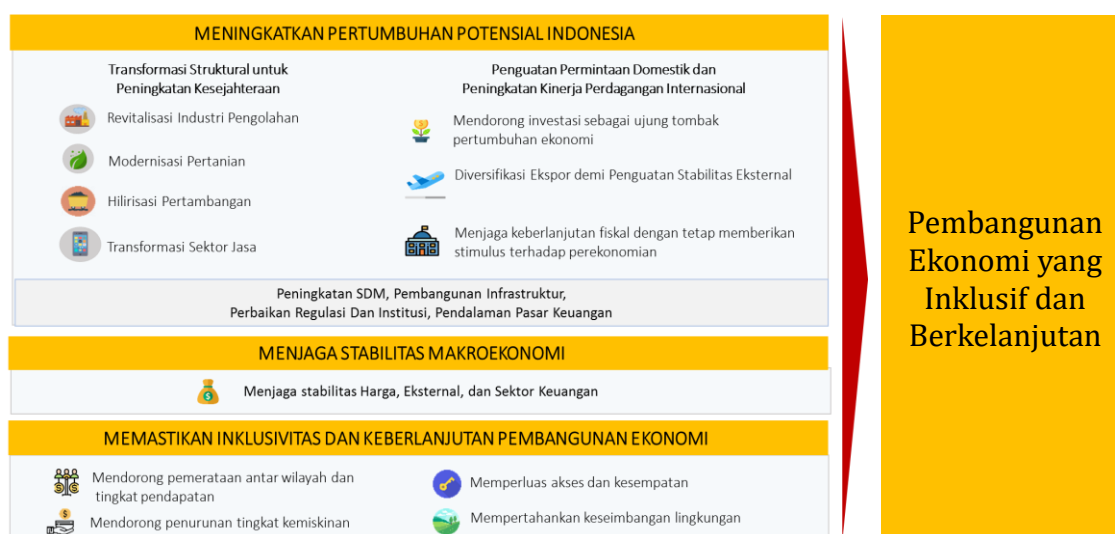 MENINGKATKAN PERTUMBUHAN POTENSIAL INDONESIA
Transformasi Struktural untuk
Peningkatan Kesejahteraan
Revitalisasi Industri Pengolahan
Modernisasi Pertanian
Hilirisasi Pertambangan
Transformasi Sektor Jasa
Penguatan Permintaan Domestik dan
Peningkatan Kinerja Perdagangan Internasional
Mendorong investasi sebagai ujung tombak
pertumbuhan ekonomi
Diversifikasi Ekspor demi Penguatan Stabilitas Eksternal
Menjaga keberlanjutan fiskal dengan tetap memberikan
stimulus terhadap perekonomian
Peningkatan SDM, Pembangunan Infrastruktur,
Perbaikan Regulasi Dan Institusi, Pendalaman Pasar Keuangan
MENJAGA STABILITAS MAKROEKONOMI
Menjaga stabilitas Harga, Eksternal, dan Sektor Keuangan
MEMASTIKAN INKLUSIVITAS DAN KEBERLANJUTAN PEMBANGUNAN EKONOMI
Mendorong pemerataan antar wilayah dan
tingkat pendapatan
Mendorong penurunan tingkat kemiskinan
Memperluas akses dan kesempatan
Mempertahankan keseimbangan lingkungan
Pembangunan
Ekonomi yang
Inklusif dan
Berkelanjutan